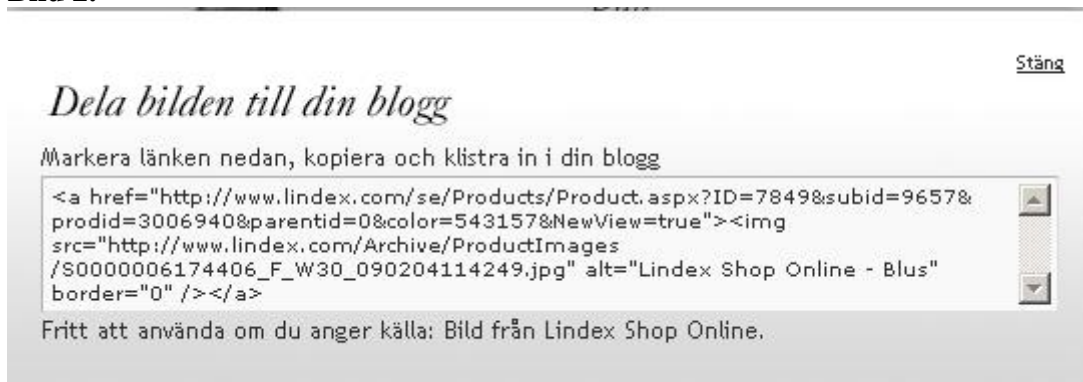 Stäng
Dela bilden till din blogg
Markera länken nedan, kopiera och klistra in i din blogg
<a href="http://www.lindex.com/se/Products/Product.aspx?ID=7849&subid=9657&
prodid=3006940&parentid=0&color=543157&NewView=true"><img
src="http://www.lindex.com/Archive/ProductImages
/S0000006174406_F_W30_090204114249.jpg" alt="Lindex Shop Online - Blus"
border="0" /></a>
Fritt att använda om du anger källa: Bild från Lindex Shop Online.